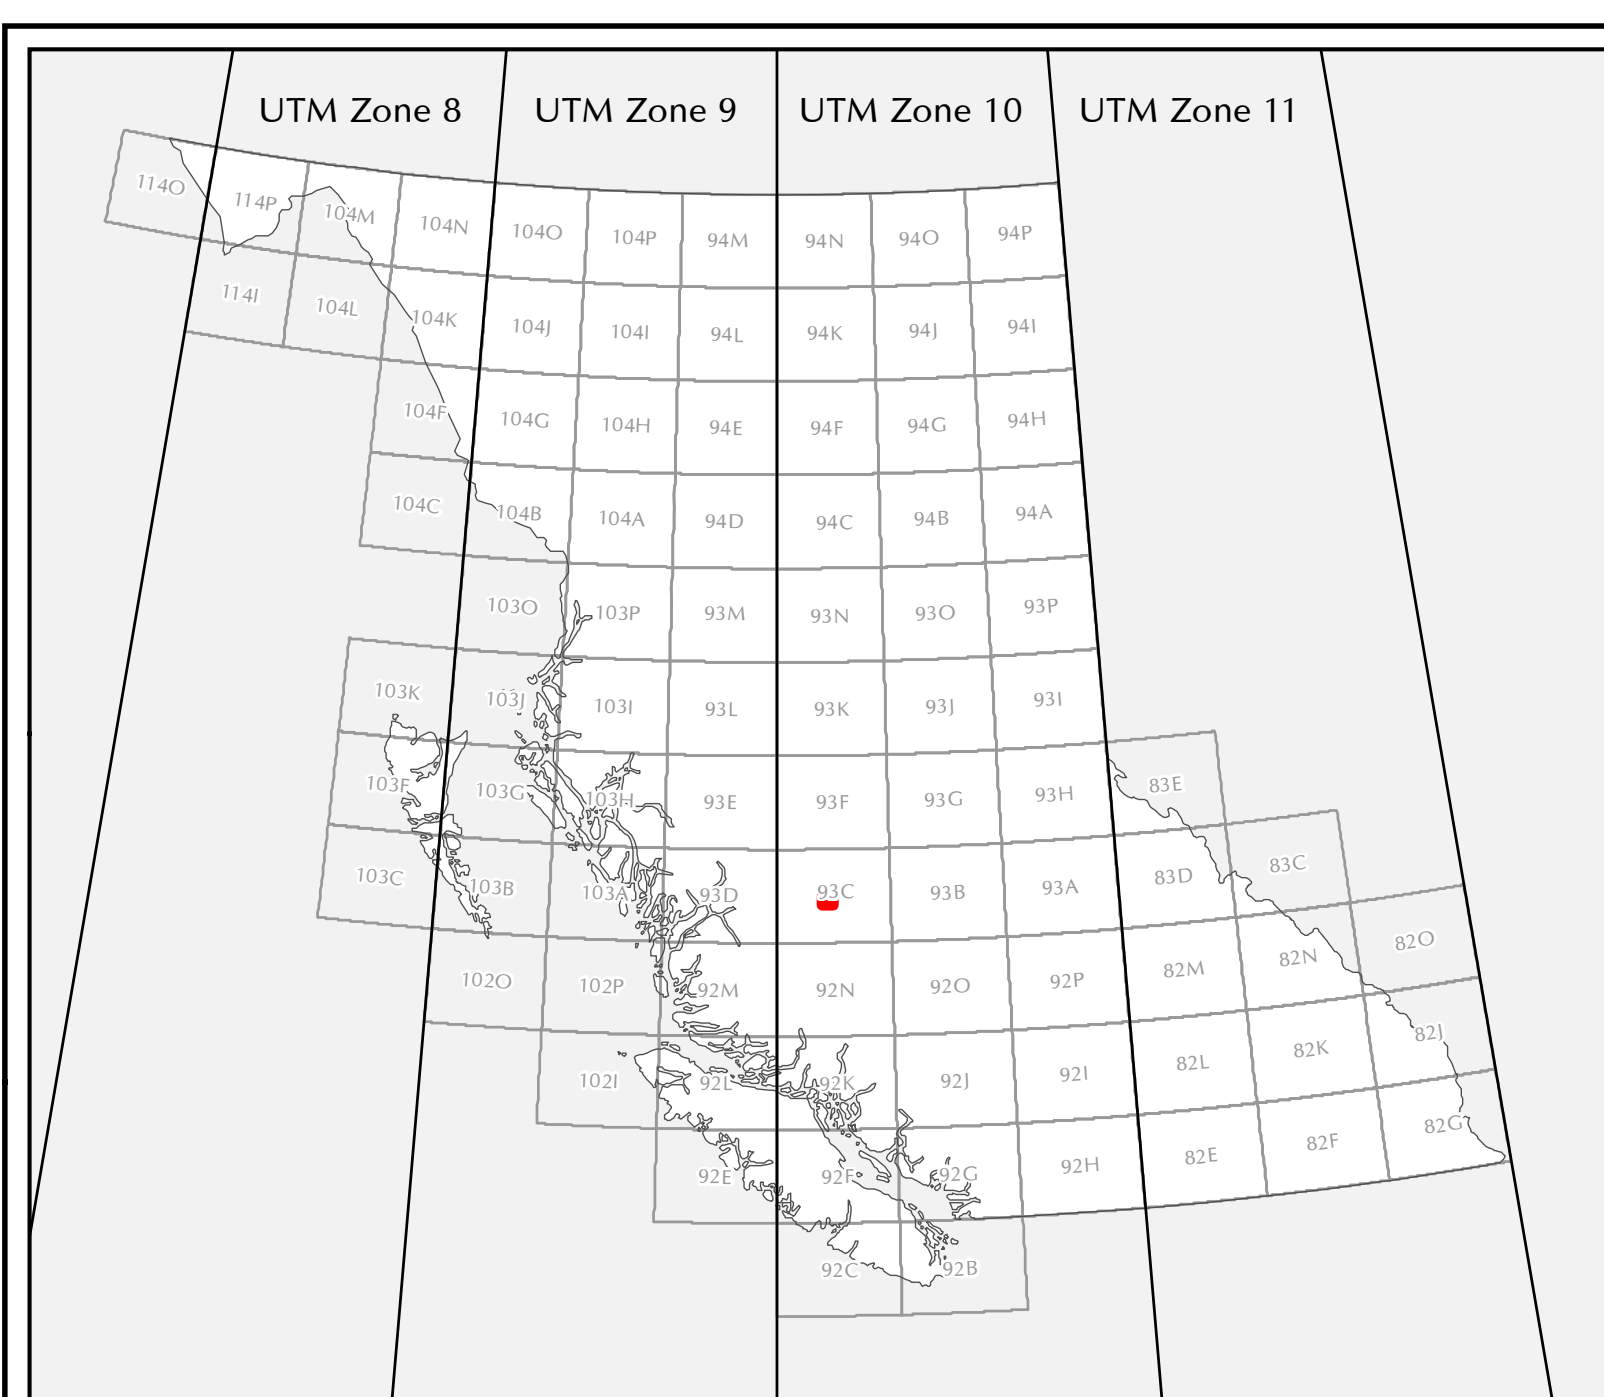 UTM Zone 8 UTM Zone 9 UTM Zone 10 UTM Zone 11
114O 114P 104M 104N 104O 104P 94M 94N 94O 94P
114I 104L 104K 104J 104I 94L 94K 94J 94I
104F 104G 104H 94E 94F 94G 94H
104C 104B 104A 94D 94C 94B 94A
103O 103P 93M 93N 93O 93P
103K 103J 103I 93L 93K 93J 93I
103F 103G 103H 93E 93F 93G 93H 83E
103C 103B 103A 93D 93C 93B 93A 83D 83C
102O 102P 92M 92N 92O 92P 82M 82N 82O
102I 92L 92K 92J 92I 82L 82K 82J
92E 92F 92G 92H 82E 82F 82G
92C 92B